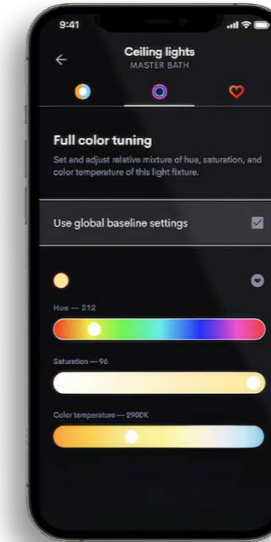 9:41
Ceiling lights
MASTER BATH
Full color tuning
Set and adjust relative mixture of hue, saturation, and
color temperature of this light fixture.
Use global baseline settings
Hue — 212
Saturation — 96
Color temperature — 2900K